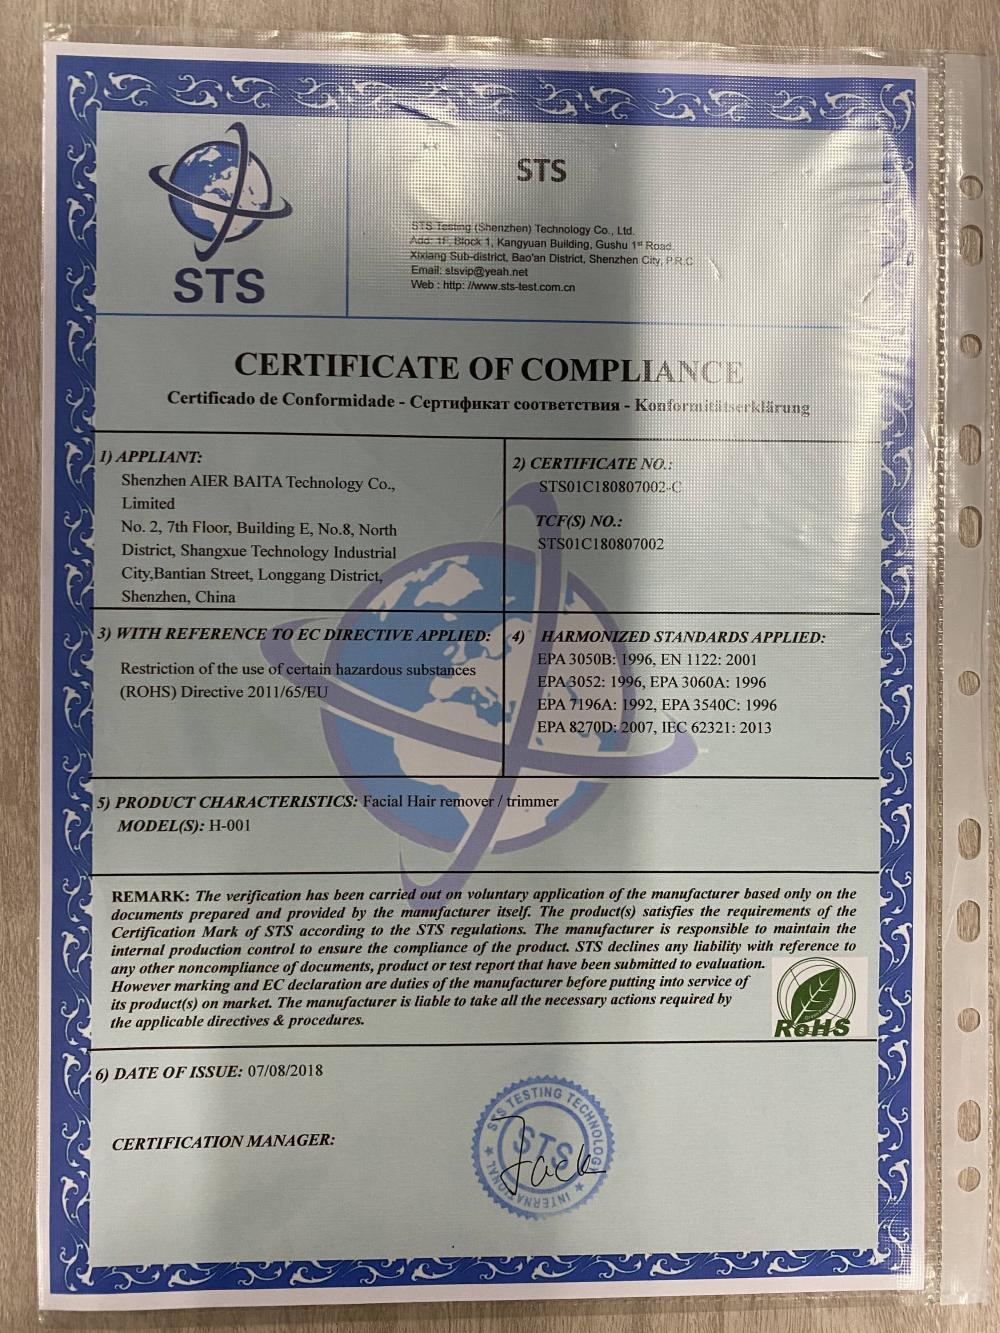 STS
STS
STS Testing (Shenzhen) Technology Co., Ltd.
Add: 1F, Block 1, Kangyuan Building, Gushu 1st Road
Xixiang Sub-district, Bao'an District, Shenzhen City, P.R.C
Email: stsvip@yeah.net
Web : http: //www.sts-test.com.cn
CERTIFICATE OF COMPLIANCE
Certificado de Conformidade - Сертификат соответствия - Konformitätserklärung
1) APPLIANT:
Shenzhen AIER BAITA Technology Co.,
Limited
No. 2, 7th Floor, Building E, No.8, North
District, Shangxue Technology Industrial
City,Bantian Street, Longgang District,
Shenzhen, China
2) CERTIFICATE NO.:
STS01C180807002-C
TCF(S) NO.:
STS01C180807002
3) WITH REFERENCE TO EC DIRECTIVE APPLIED:
Restriction of the use of certain hazardous substances
(ROHS) Directive 2011/65/EU
4) HARMONIZED STANDARDS APPLIED:
EPA 3050B: 1996, EN 1122: 2001
EPA 3052: 1996, EPA 3060A: 1996
EPA 7196A: 1992, EPA 3540C: 1996
EPA 8270D: 2007, IEC 62321: 2013
5) PRODUCT CHARACTERISTICS: Facial Hair remover / trimmer
MODEL(S): H-001
REMARK: The verification has been carried out on voluntary application of the manufacturer based only on the
documents prepared and provided by the manufacturer itself. The product(s) satisfies the requirements of the
Certification Mark of STS according to the STS regulations. The manufacturer is responsible to maintain the
internal production control to ensure the compliance of the product. STS declines any liability with reference to
any other noncompliance of documents, product or test report that have been submitted to evaluation.
However marking and EC declaration are duties of the manufacturer before putting into service of
its product(s) on market. The manufacturer is liable to take all the necessary actions required by
the applicable directives & procedures.
RoHS
6) DATE OF ISSUE: 07/08/2018
CERTIFICATION MANAGER:
STS TESTING TECHNOLOGY
STS
Jack
INTERNATIONAL